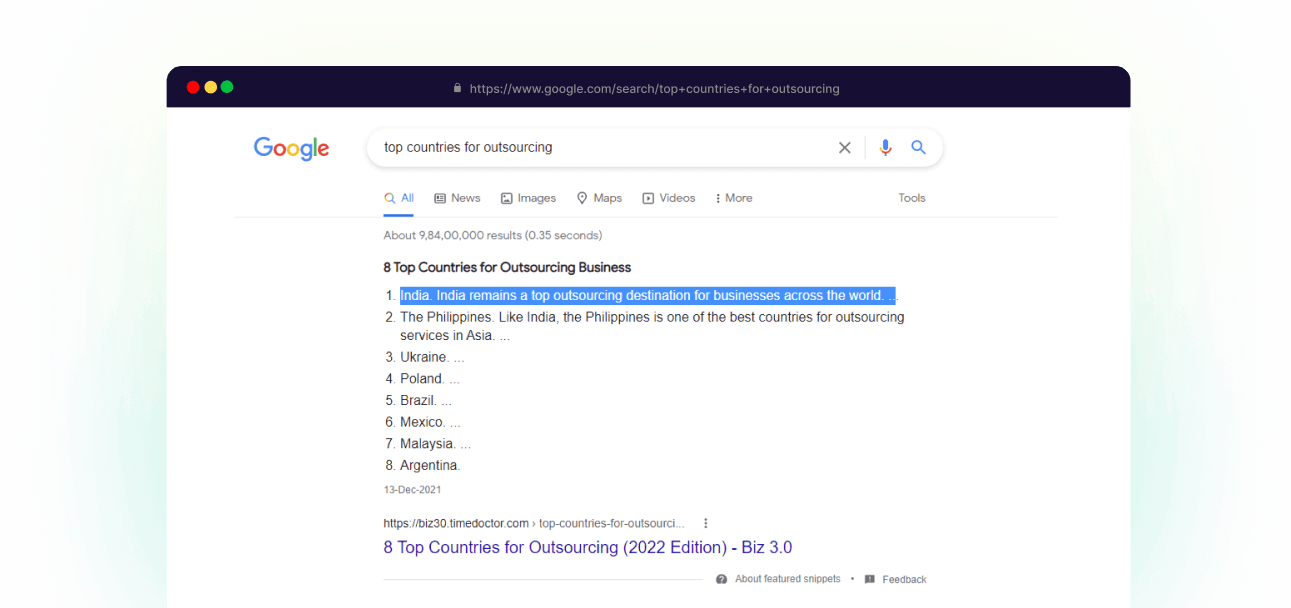 https://www.google.com/search/top+countries+for+outsourcing
Google
top countries for outsourcing
All News Images Maps Videos More Tools
About 9,84,00,000 results (0.35 seconds)
8 Top Countries for Outsourcing Business
1. India. India remains a top outsourcing destination for businesses across the world. ...
2. The Philippines. Like India, the Philippines is one of the best countries for outsourcing
services in Asia. ...
3. Ukraine. ...
4. Poland. ...
5. Brazil. ...
6. Mexico. ...
7. Malaysia. ...
8. Argentina.
13-Dec-2021
https://biz30.timedoctor.com › top-countries-for-outsourci...
8 Top Countries for Outsourcing (2022 Edition) - Biz 3.0
About featured snippets • Feedback